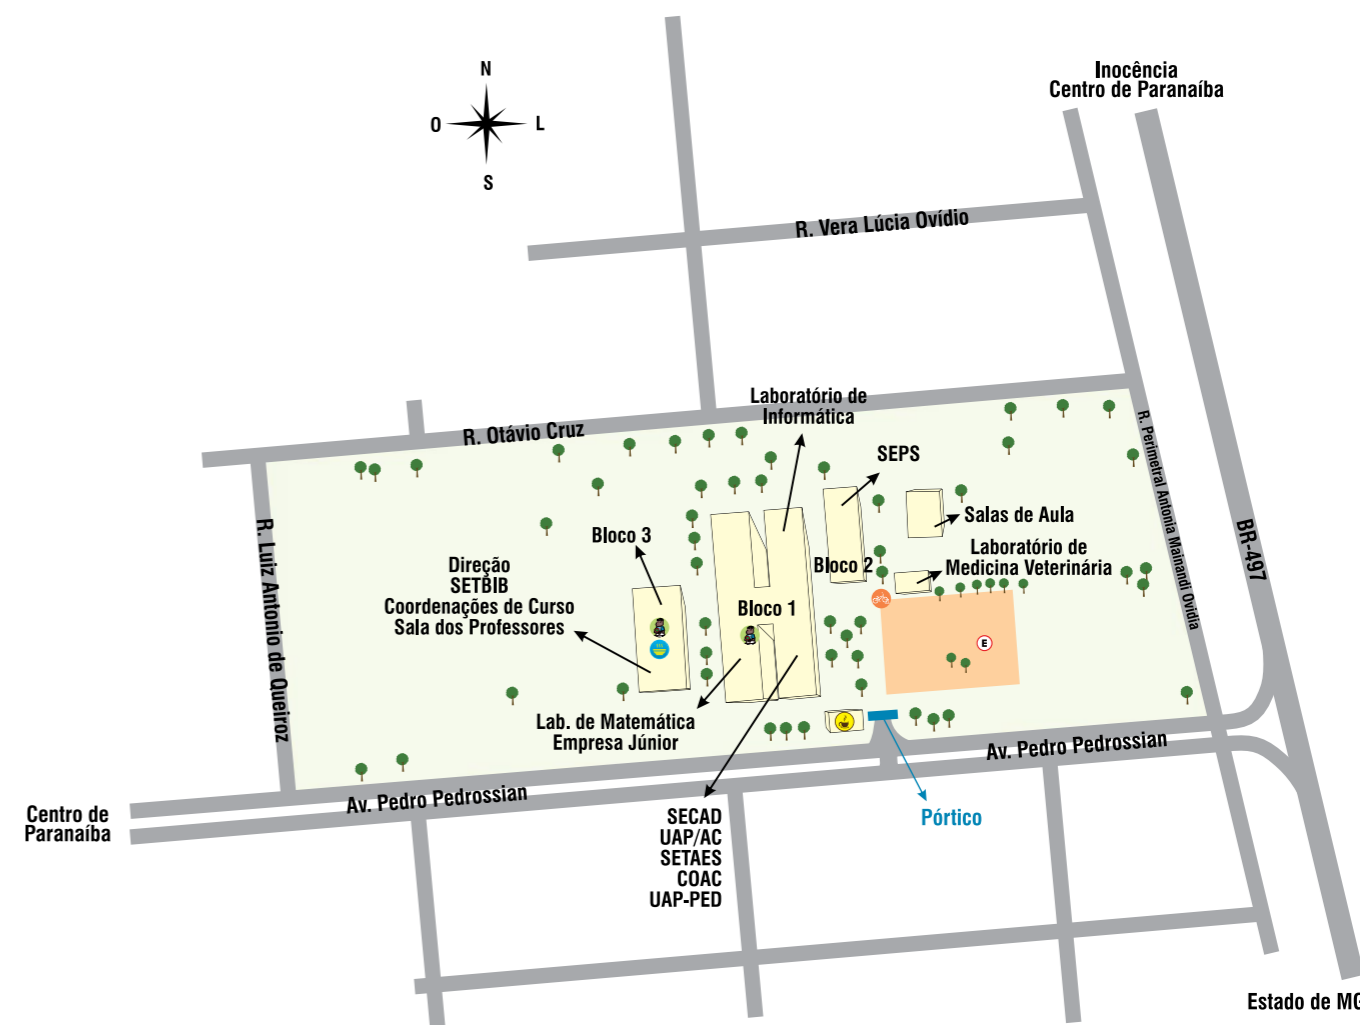 N
O
L
S
Inocência
Centro de Paranaíba
R. Vera Lúcia Ovídio
Laboratório de
Informática
R. Otávio Cruz
SEPS
R. Perimetral Antonia Mainandi Ovídia
BR-497
Salas de Aula
Bloco 3
Laboratório de
Medicina Veterinária
Bloco 2
R. Luiz Antonio de Queiroz
Direção
SETBIB
Coordenações de Curso
Sala dos Professores
Bloco 1
E
Lab. de Matemática
Empresa Júnior
Av. Pedro Pedrossian
Av. Pedro Pedrossian
Centro de
Paranaíba
Pórtico
SECAD
UAP/AC
SETAES
COAC
UAP-PED
Estado de MG